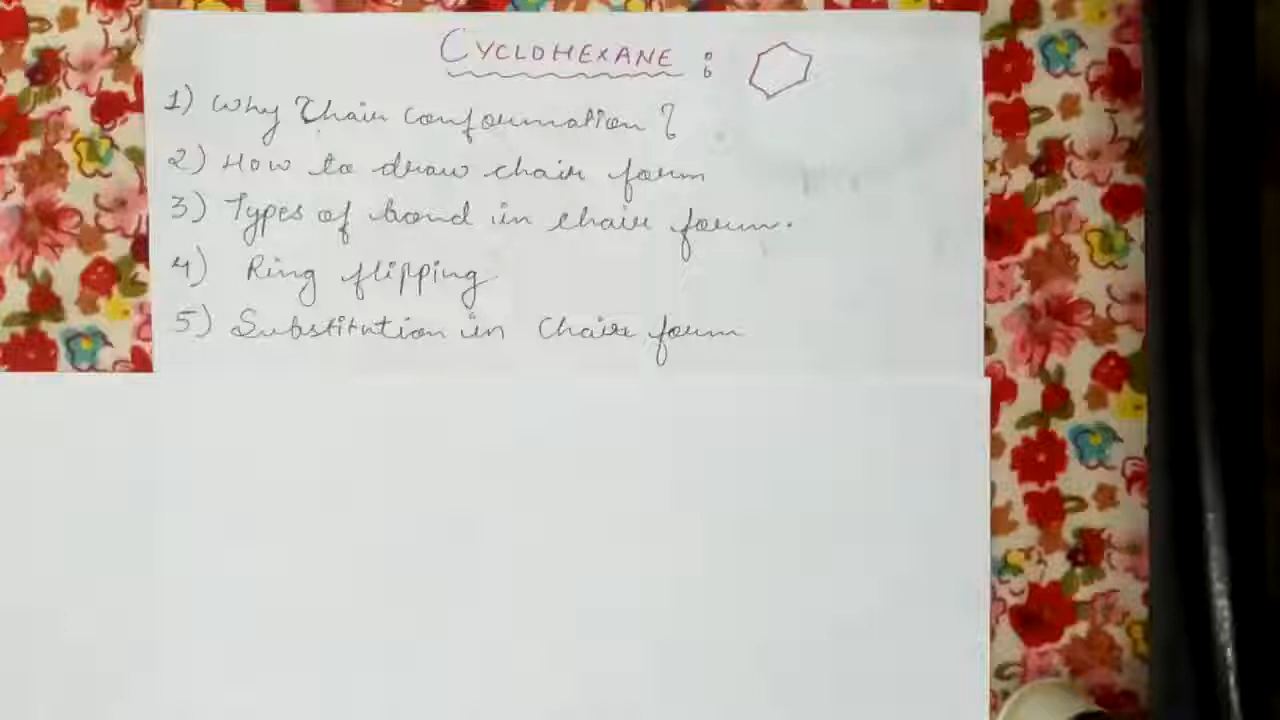 CYCLOHEXANE :
1) Why Chair conformation ?
2) How to draw chair form
3) Types of bond in chair form.
4) Ring flipping
5) Substitution in Chair form